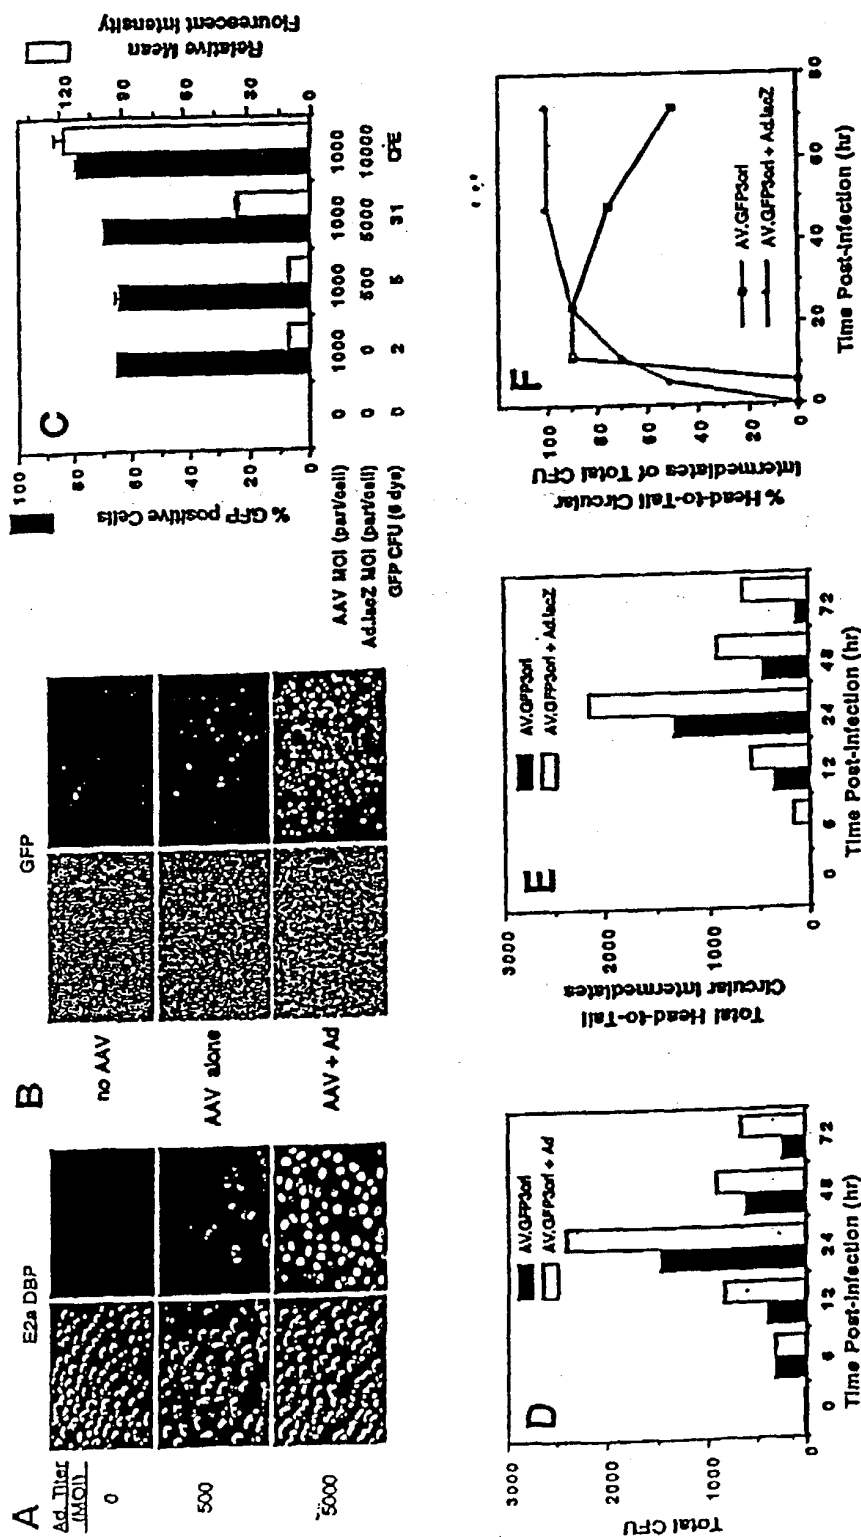 A
E2a DBP
Ad. Titer
(MOI)
0
500
5000
B
GFP
no AAV
AAV alone
AAV + Ad
C
% GFP positive Cells
100
80
60
40
20
0
Relative Mean
Flourescent Intensity
120
90
60
30
0
AAV MOI (part/cell) 0 1000 1000 1000 1000
Ad.lacZ MOI (part/cell) 0 0 500 5000 10000
GFP CFU (6 dys) 0 2 5 31 CPE
D
Total CFU
3000
2000
1000
0
AV.GFP3ori
AV.GFP3ori + Ad
0 6 12 24 48 72
Time Post-Infection (hr)
E
Total Head-to-Tail
Circular Intermediates
3000
2000
1000
0
AV.GFP3ori
AV.GFP3ori + Ad.lacZ
0 6 12 24 48 72
Time Post-Infection (hr)
F
% Head-to-Tail Circular
Intermediates of Total CFU
100
80
60
40
20
0
AV.GFP3ori
AV.GFP3ori + Ad.lacZ
0 20 40 60 80
Time Post-Infection (hr)